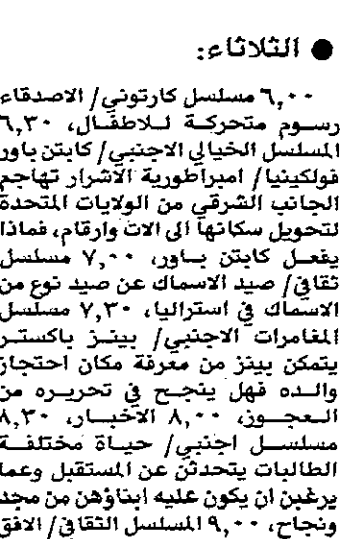 ● الثلاثاء:
٦,٠٠ مسلسل كارتوني/ الاصدقاء
رسوم متحركة للاطفال، ٦,٣٠
المسلسل الخيالي الاجنبي/ كابتن باور
فولكينيا/ امبراطورية الاشرار تهاجم
الجانب الشرقي من الولايات المتحدة
لتحويل سكانها الى الات وارقام، فماذا
يفعل كابتن باور، ٧,٠٠ مسلسل
ثقافي/ صيد الاسماك عن صيد نوع من
الاسماك في استراليا، ٧,٣٠ مسلسل
المغامرات الاجنبي/ بينز باكستر
يتمكن بينز من معرفة مكان احتجاز
والده فهل ينجح في تحريره من
العجوز، ٨,٠٠ الاخبار، ٨,٣٠
مسلسل اجنبي/ حياة مختلفة
الطالبات يتحدثن عن المستقبل وعما
يرغبن ان يكون عليه ابناؤهن من مجد
ونجاح، ٩,٠٠ المسلسل الثقافي/ الافق